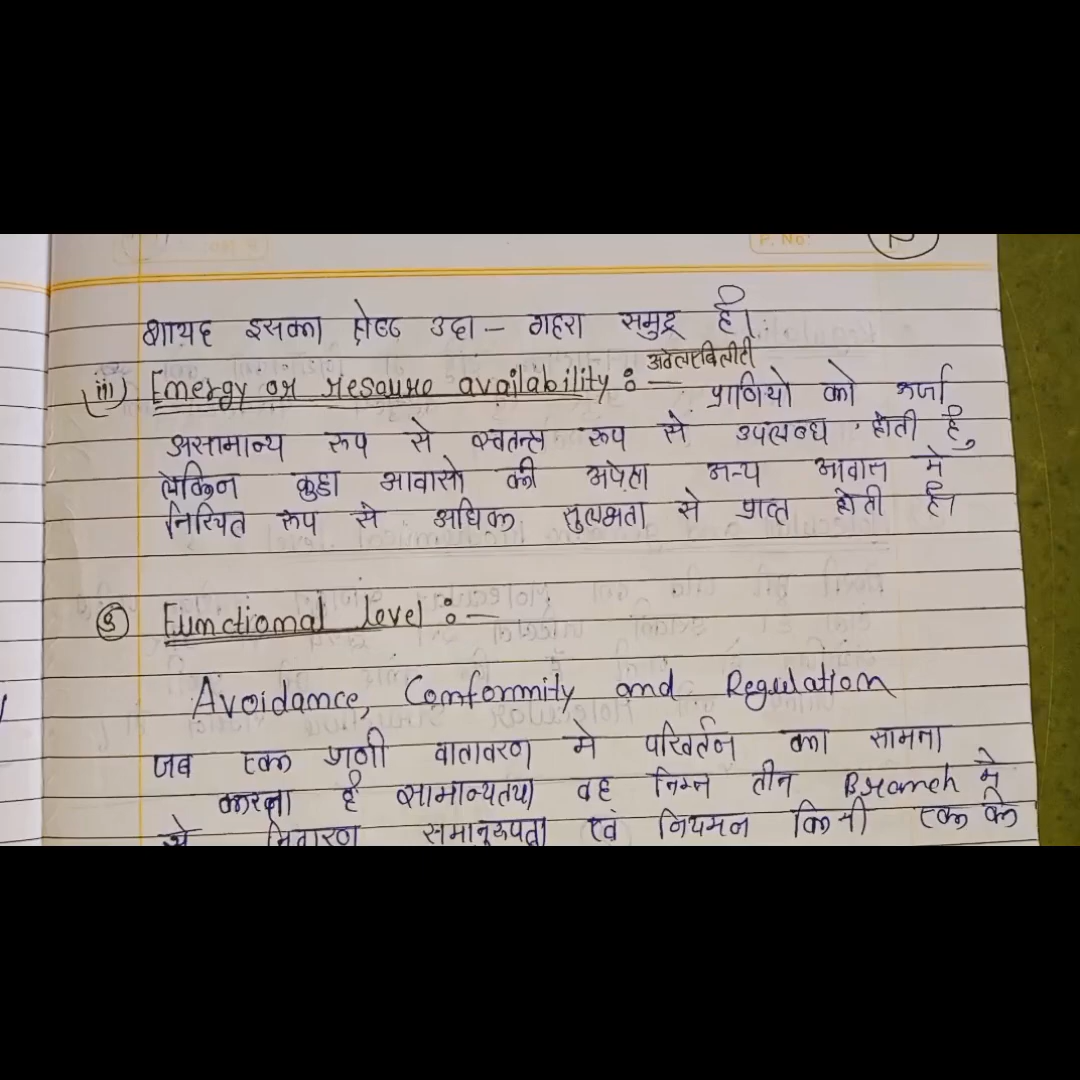 P. No:
शायद इसका श्रेष्ठ उदा – गहरा समुद्र है।
अवेलएबिलीटी
(iii) Energy or resource availability :— प्राणियो को ऊर्जा
असामान्य रूप से स्वतन्त्र रूप से उपलब्ध होती है,
लेकिन कुछ आवासो की अपेक्षा अन्य आवास मे
निश्चित रूप से अधिक सुलभता से प्राप्त होती है।
Functional level :—
Avoidance, Conformity and Regulation
जब एक प्राणी वातावरण मे परिवर्तन का सामना
करता है सामान्यतया वह निम्न तीन Branch मे
से निवारण समानुरूपता एवं नियमन किसी एक के